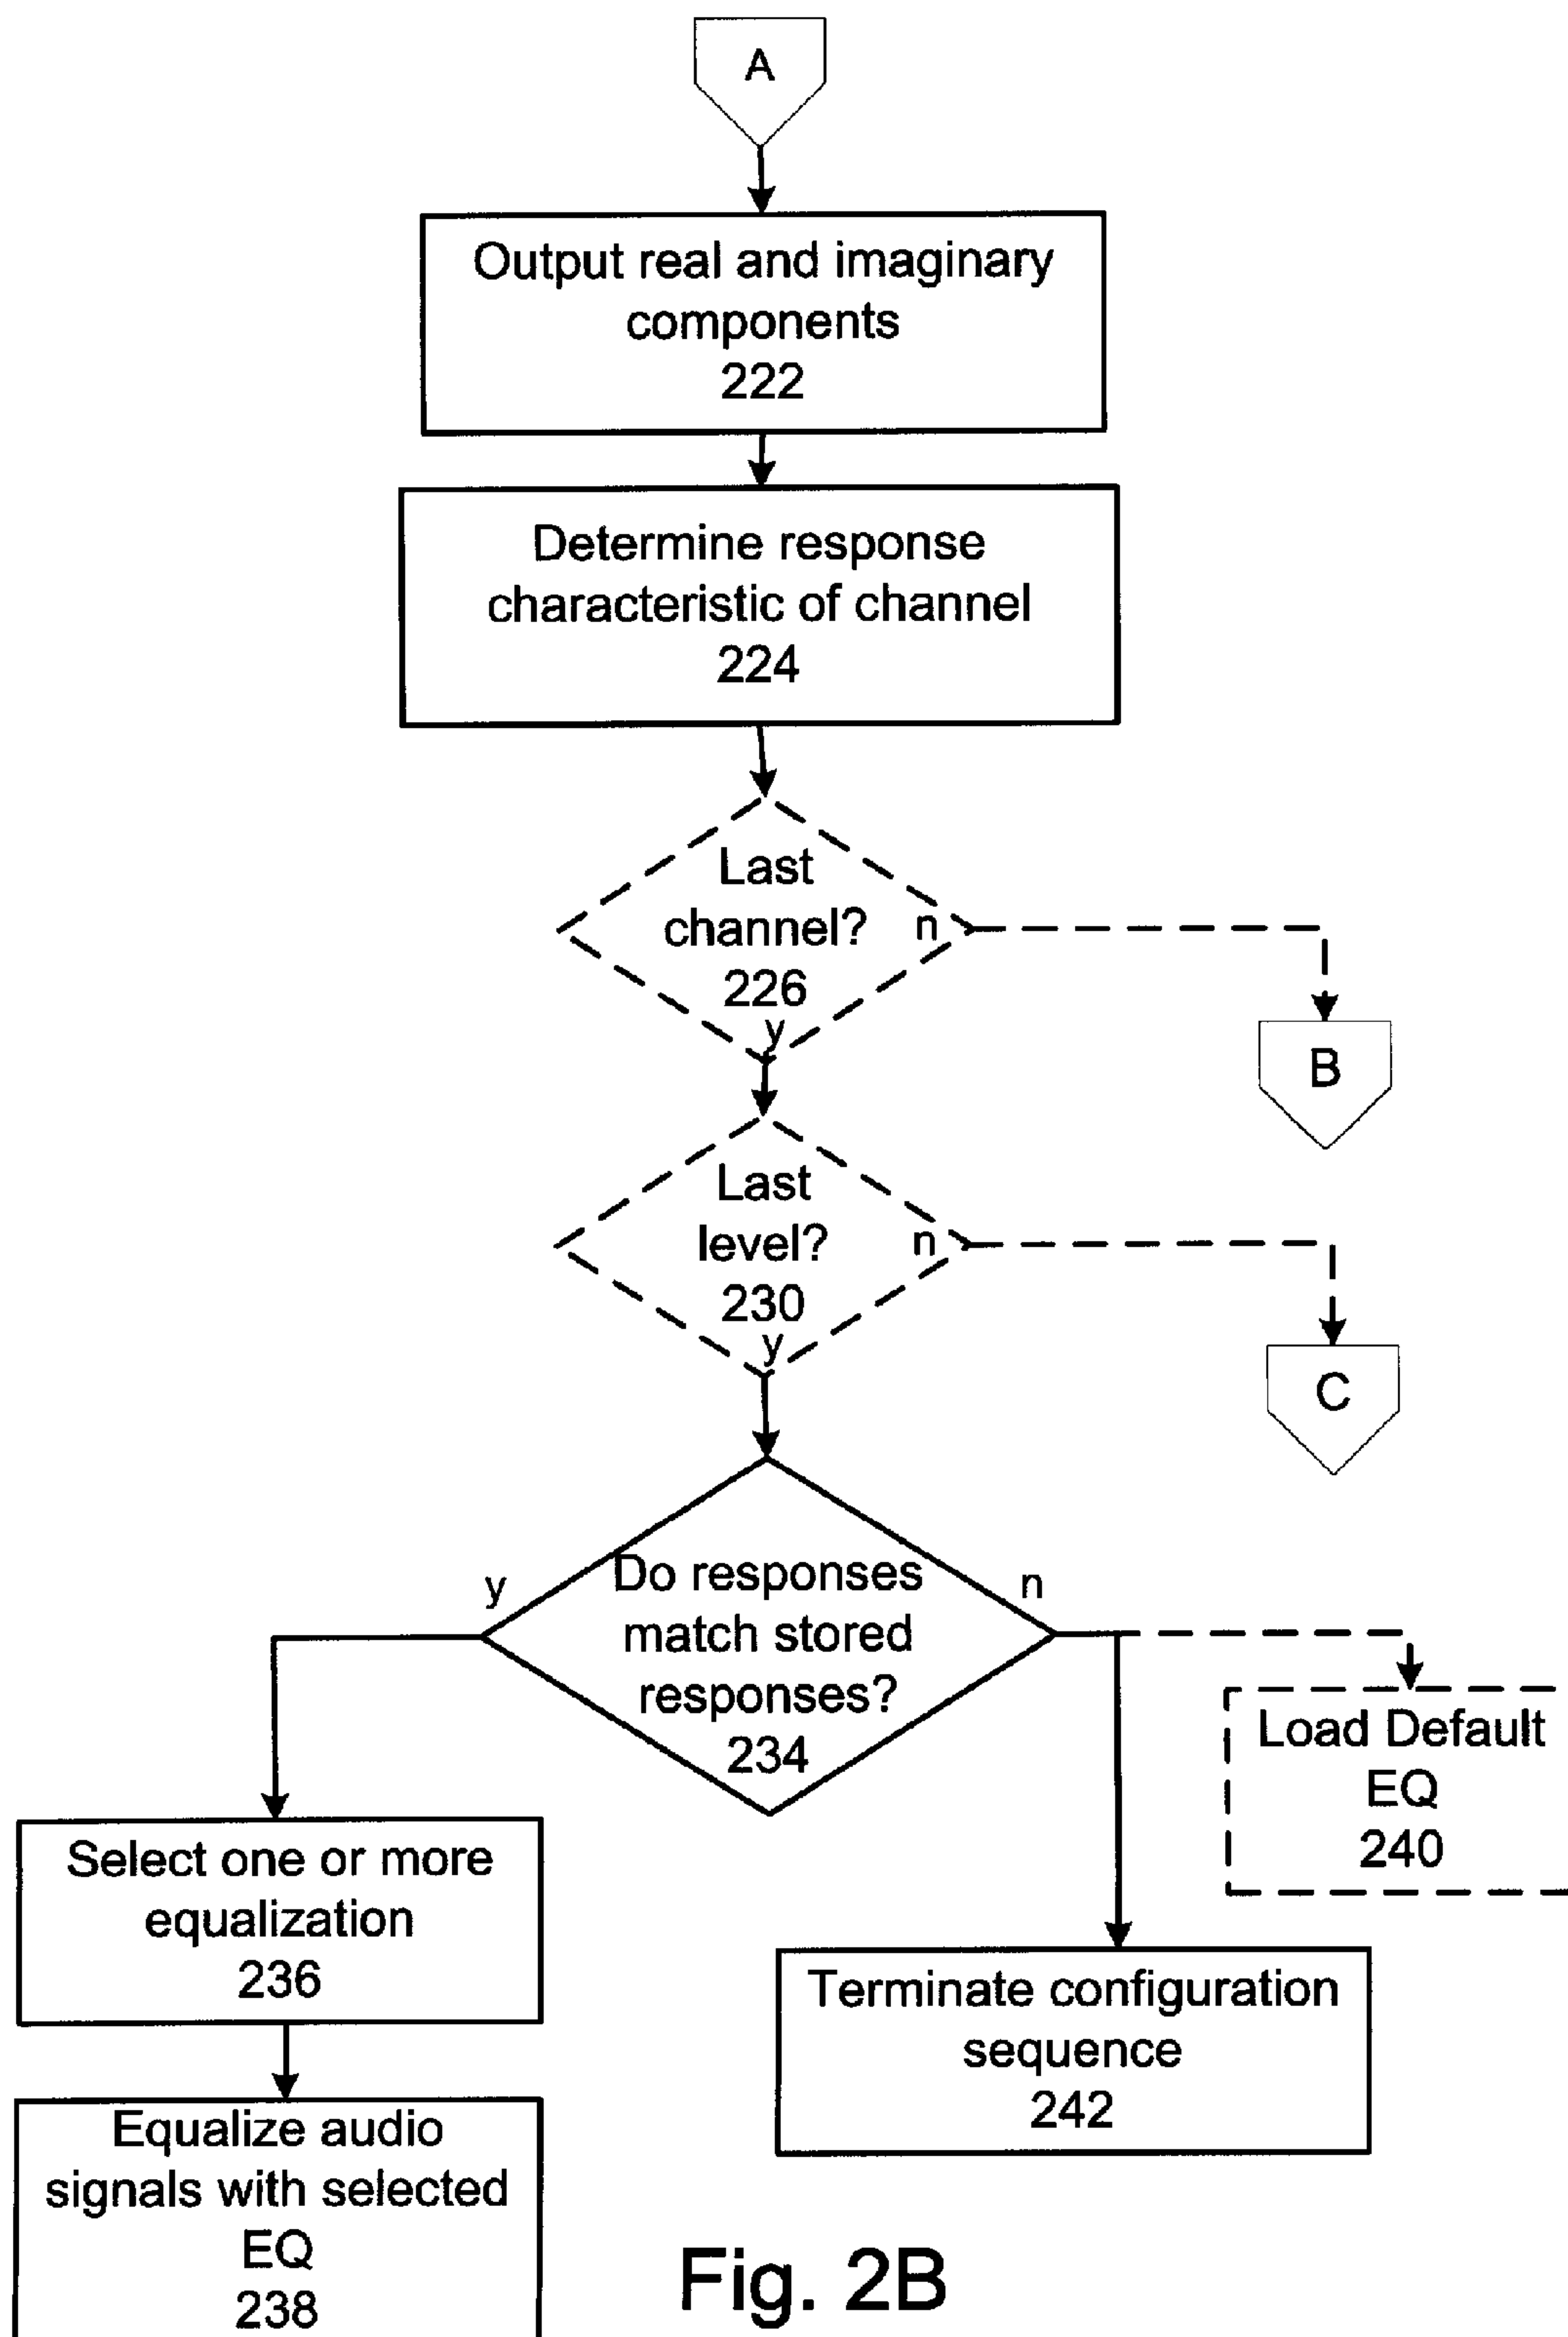 A
Output real and imaginary
components
222
Determine response
characteristic of channel
224
Last
channel?
n
226
y
B
Last
level?
n
230
y
C
y
Do responses
n
match stored
responses?
234
Load Default
EQ
240
Select one or more
equalization
236
Terminate configuration
sequence
242
Equalize audio
signals with selected
EQ
238
Fig. 2B